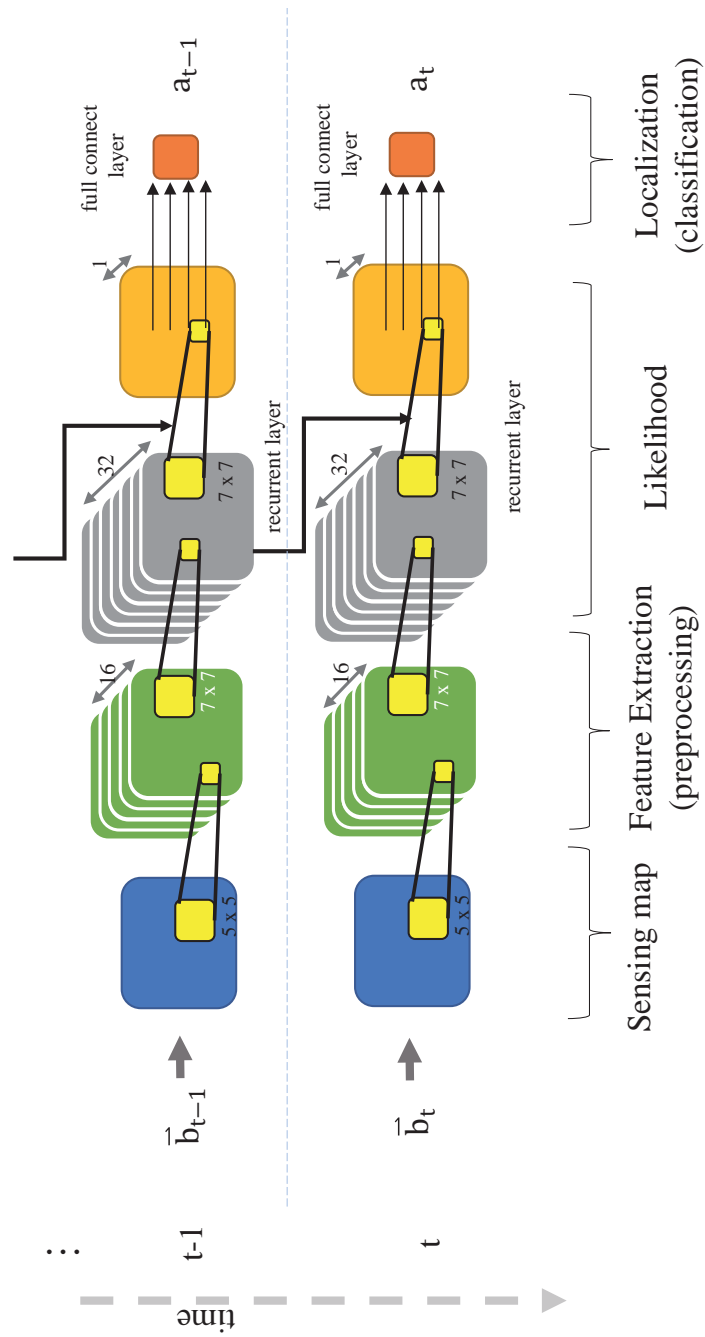 …
time
t-1
b⃗ₜ₋₁
5 x 5
16
7 x 7
32
7 x 7
recurrent layer
1
full connect
layer
aₜ₋₁
t
b⃗ₜ
5 x 5
16
7 x 7
32
7 x 7
recurrent layer
full connect
layer
aₜ
Sensing map
Feature Extraction
(preprocessing)
Likelihood
Localization
(classification)